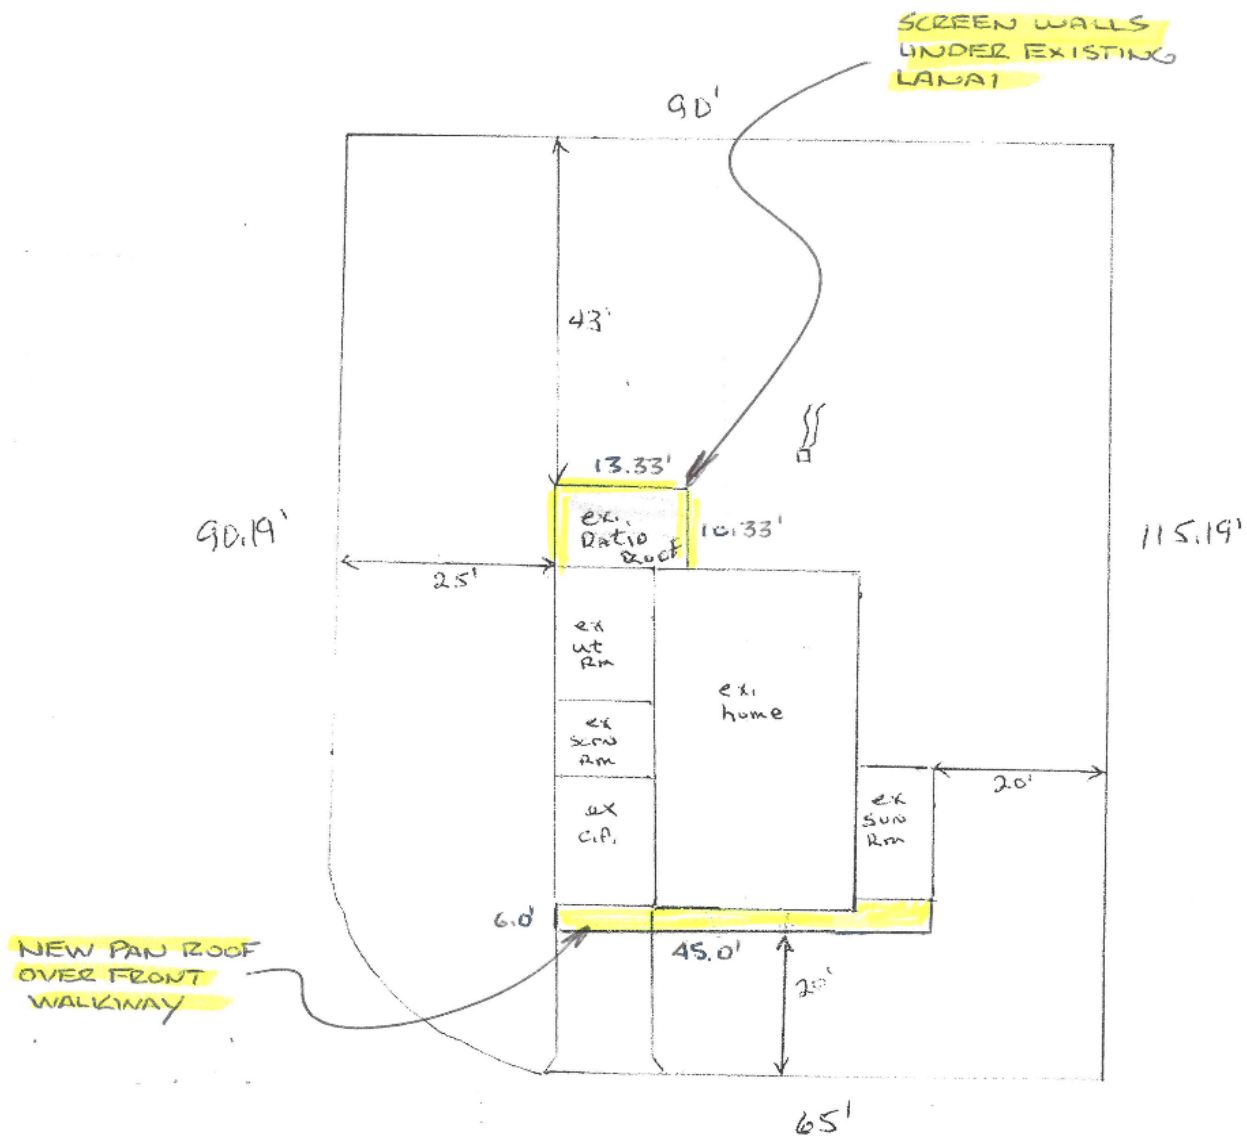 SCREEN WALLS
UNDER EXISTING
LANAI
90'
43'
13.33'
ex.
Patio
Roof
10.33'
90.19'
115.19'
25'
ex
ut
Rm
ex.
home
ex
scrn
Rm
20'
ex
c.p.
ex
sun
Rm
6.0'
45.0'
NEW PAN ROOF
OVER FRONT
WALKWAY
20'
65'